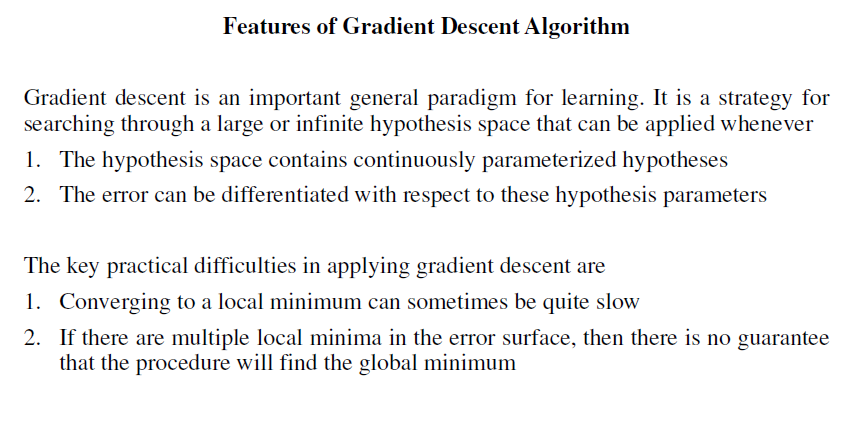 Features of Gradient Descent Algorithm
Gradient descent is an important general paradigm for learning. It is a strategy for
searching through a large or infinite hypothesis space that can be applied whenever
1. The hypothesis space contains continuously parameterized hypotheses
2. The error can be differentiated with respect to these hypothesis parameters
The key practical difficulties in applying gradient descent are
1. Converging to a local minimum can sometimes be quite slow
2. If there are multiple local minima in the error surface, then there is no guarantee
that the procedure will find the global minimum